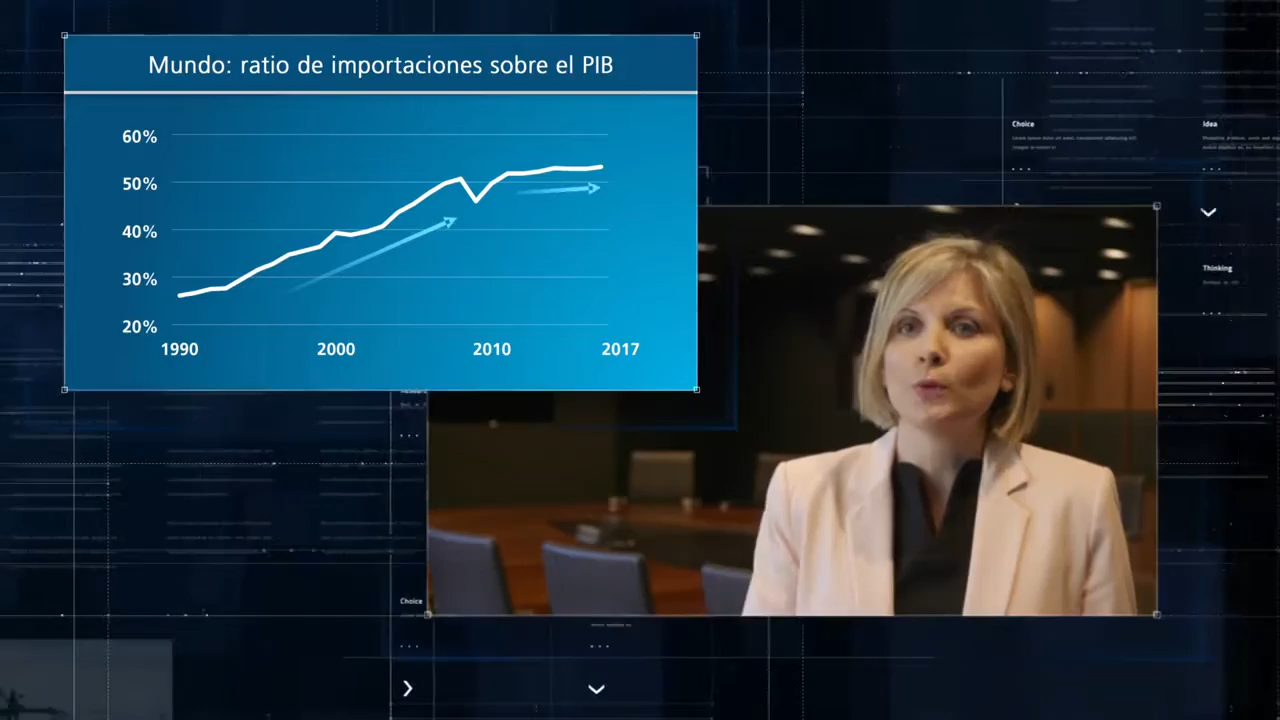 Mundo: ratio de importaciones sobre el PIB
60%
50%
40%
30%
20%
1990 2000 2010 2017
Choice
Idea
Thinking
Choice